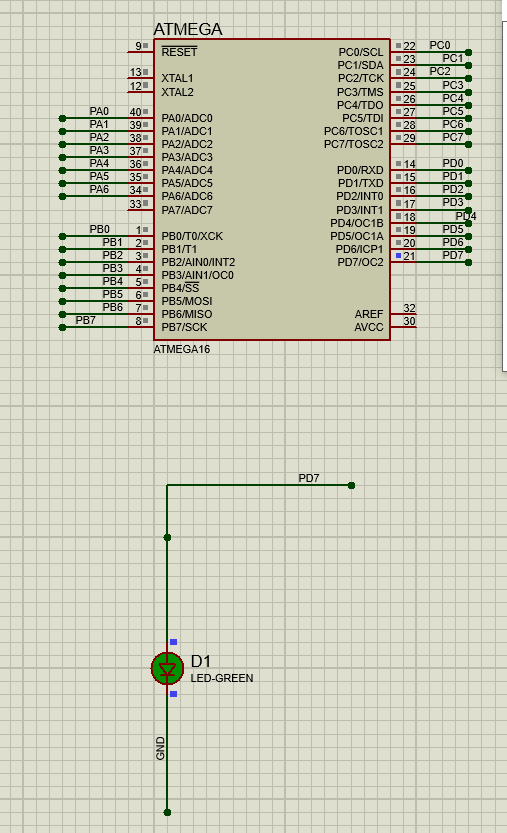 ATMEGA
9 RESET
13 XTAL1
12 XTAL2
PA0 40 PA0/ADC0
PA1 39 PA1/ADC1
PA2 38 PA2/ADC2
PA3 37 PA3/ADC3
PA4 36 PA4/ADC4
PA5 35 PA5/ADC5
PA6 34 PA6/ADC6
33 PA7/ADC7
PB0 1 PB0/T0/XCK
PB1 2 PB1/T1
PB2 3 PB2/AIN0/INT2
PB3 4 PB3/AIN1/OC0
PB4 5 PB4/SS
PB5 6 PB5/MOSI
PB6 7 PB6/MISO
PB7 8 PB7/SCK
PC0/SCL 22 PC0
PC1/SDA 23 PC1
PC2/TCK 24 PC2
PC3/TMS 25 PC3
PC4/TDO 26 PC4
PC5/TDI 27 PC5
PC6/TOSC1 28 PC6
PC7/TOSC2 29 PC7
PD0/RXD 14 PD0
PD1/TXD 15 PD1
PD2/INT0 16 PD2
PD3/INT1 17 PD3
PD4/OC1B 18 PD4
PD5/OC1A 19 PD5
PD6/ICP1 20 PD6
PD7/OC2 21 PD7
AREF 32
AVCC 30
ATMEGA16
PD7
D1
LED-GREEN
GND